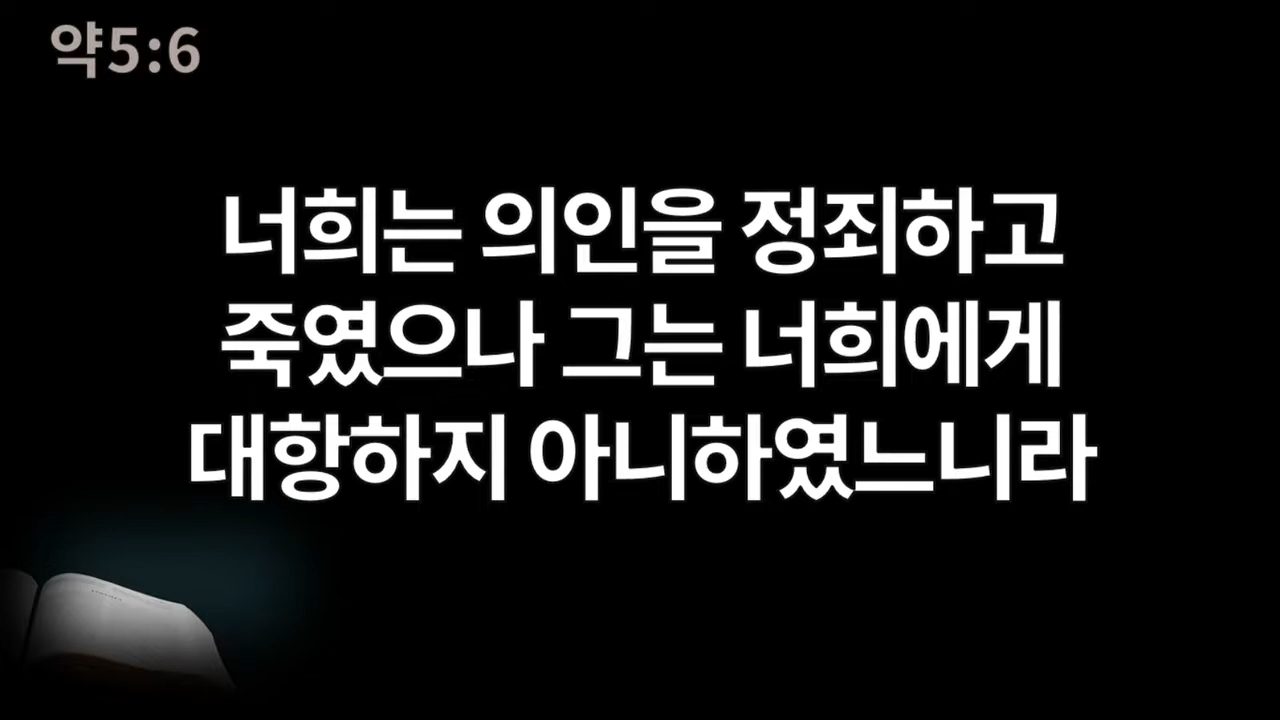 약5:6
너희는 의인을 정죄하고
죽였으나 그는 너희에게
대항하지 아니하였느니라